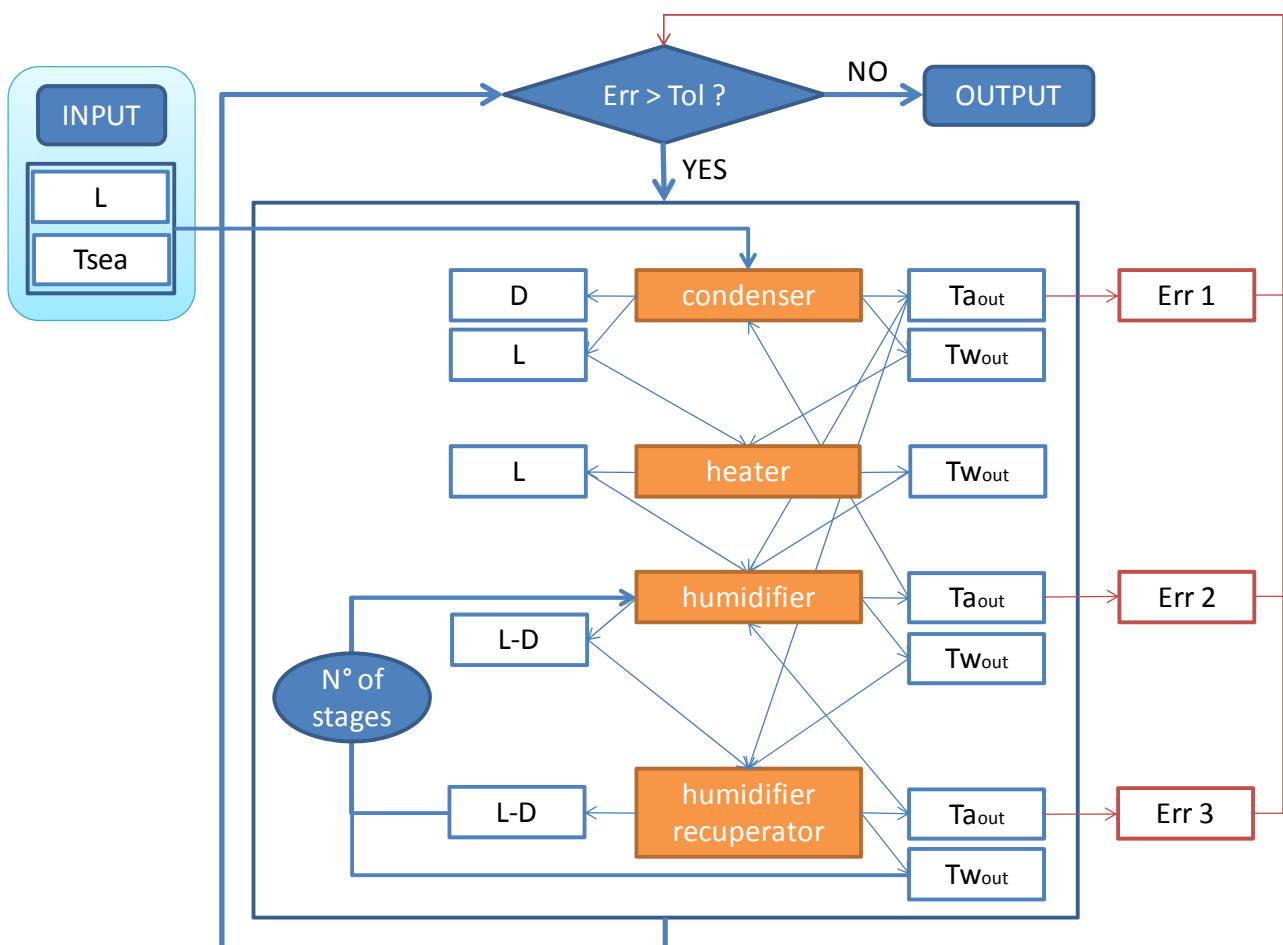 Err > Tol ?
NO
OUTPUT
INPUT
L
Tsea
YES
D
condenser
Taout
Err 1
L
Twout
L
heater
Twout
humidifier
Taout
Err 2
L-D
Twout
N° of
stages
L-D
humidifier
recuperator
Taout
Err 3
Twout